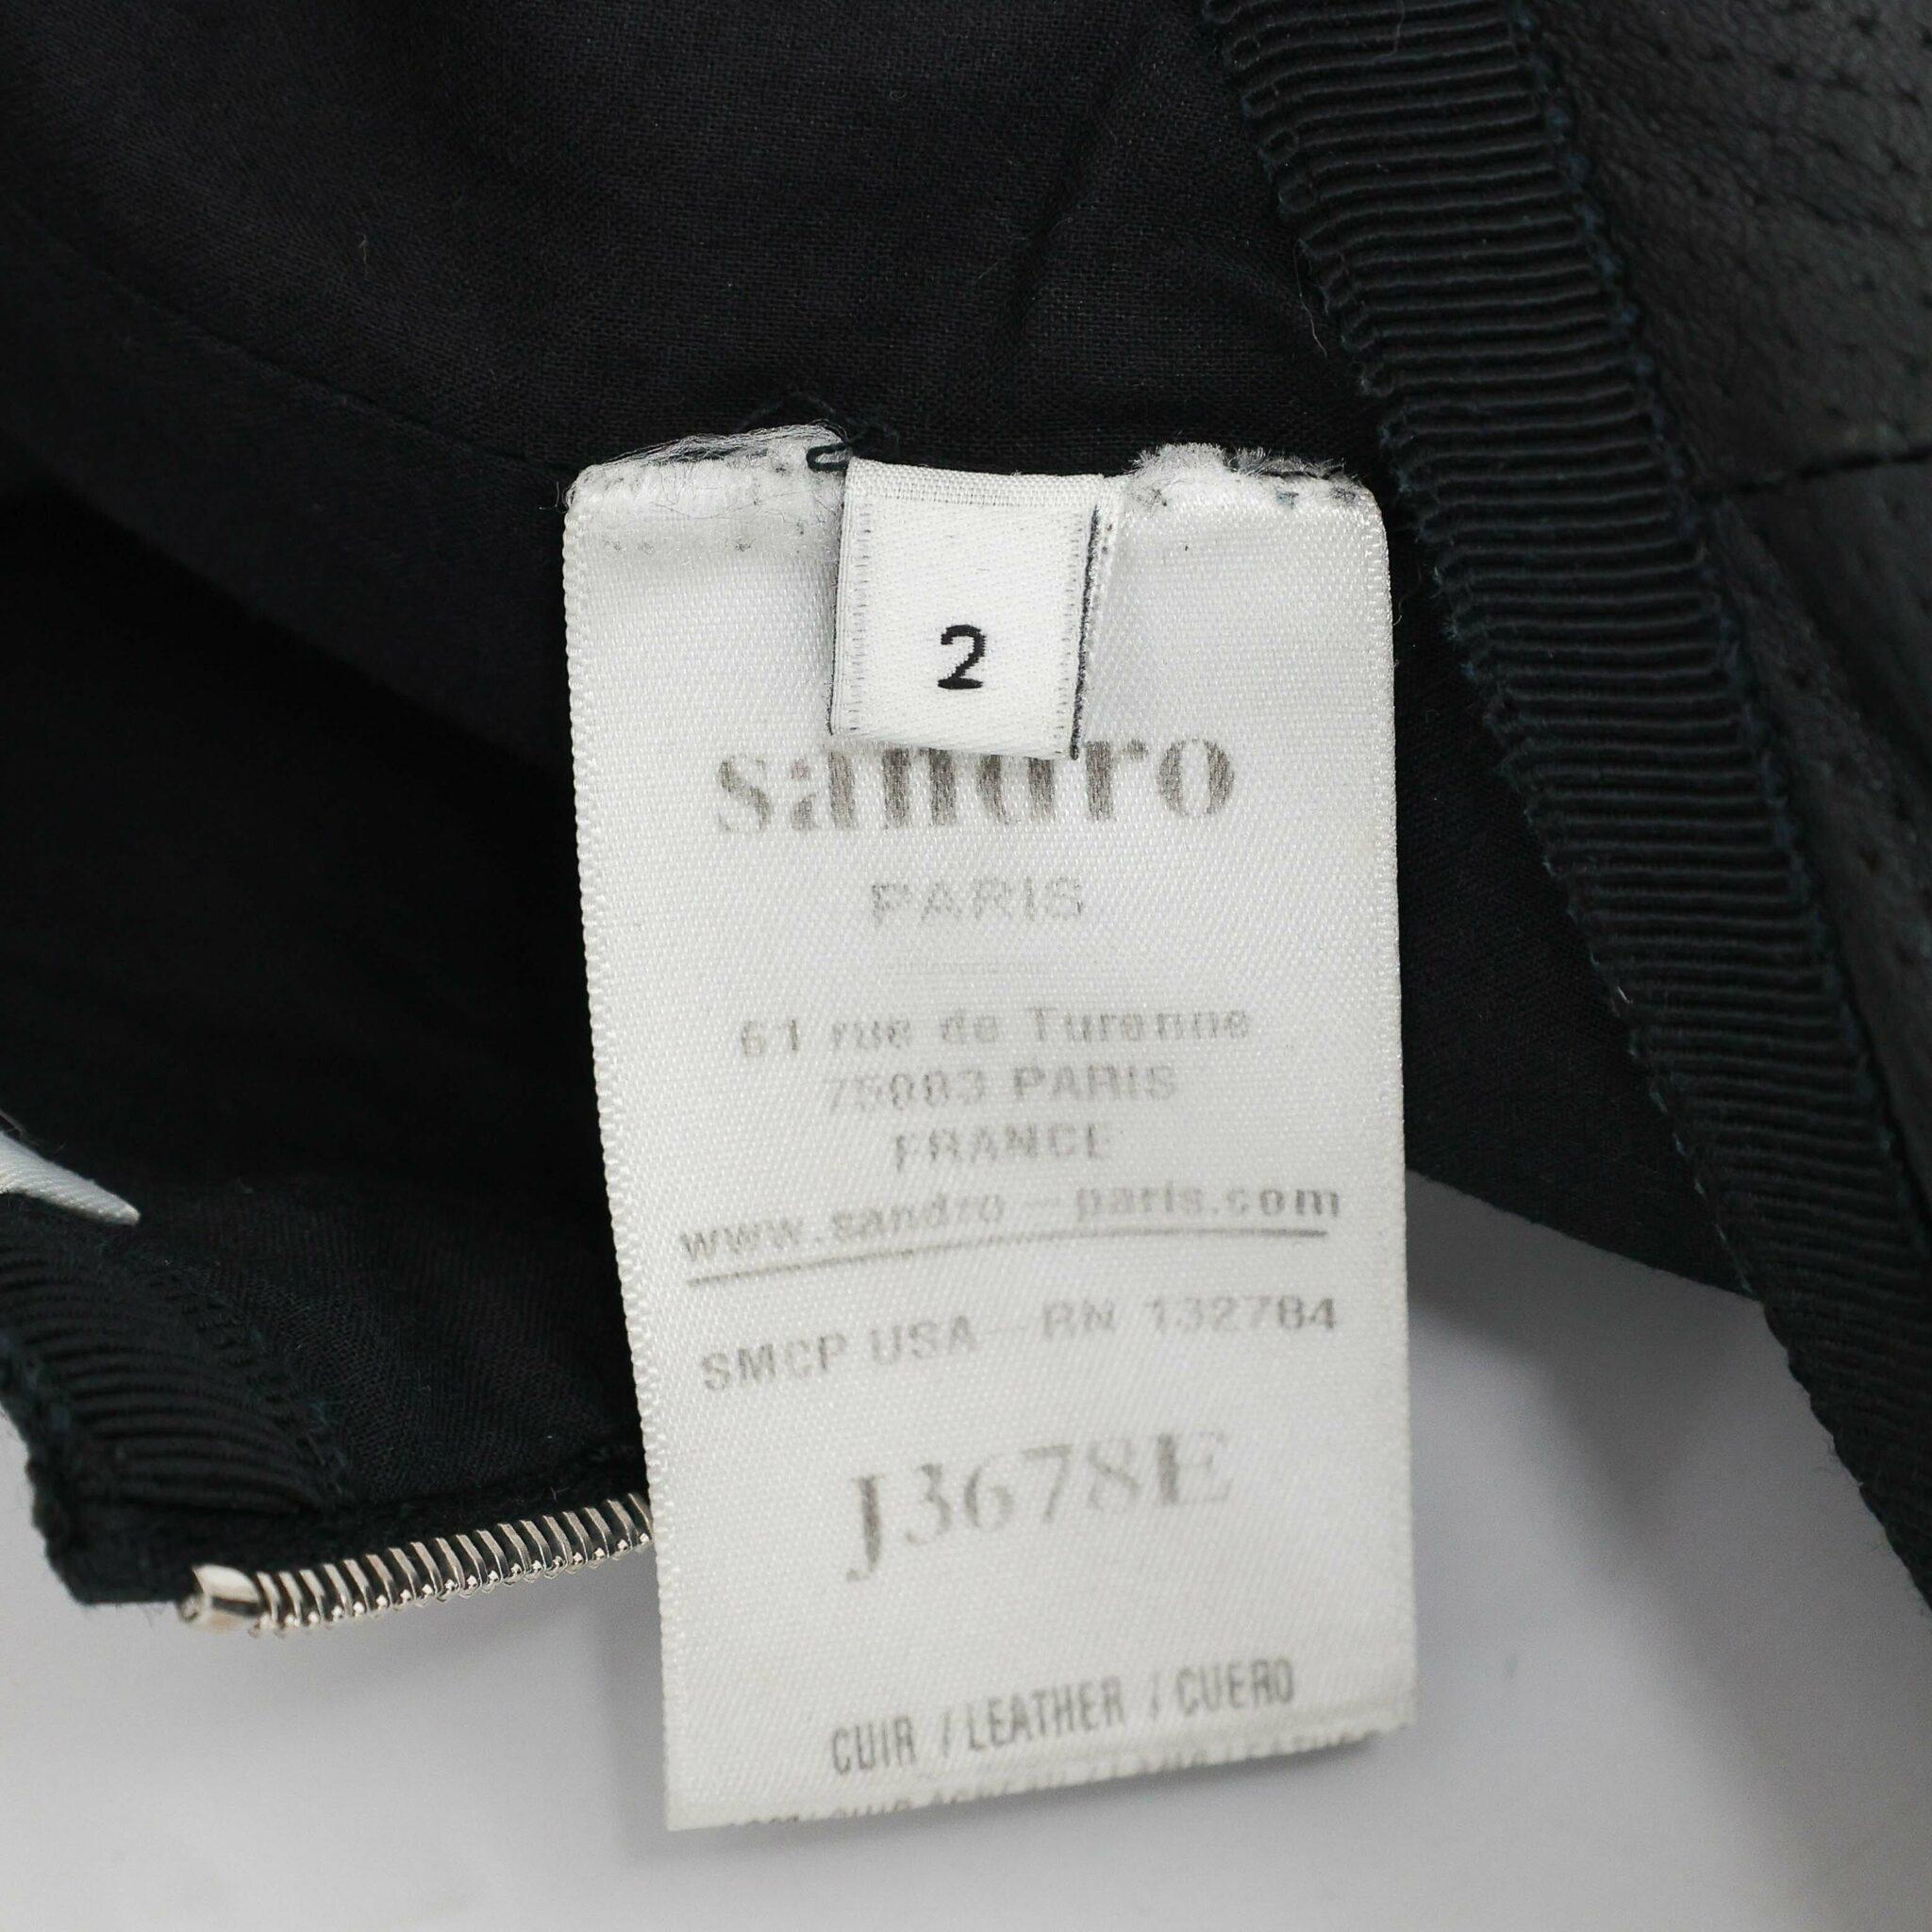 2
sandro
PARIS
61 rue de Turenne
75003 PARIS
FRANCE
www.sandro-paris.com
SMCP USA - RN 132784
J3678E
CUIR / LEATHER / CUERO